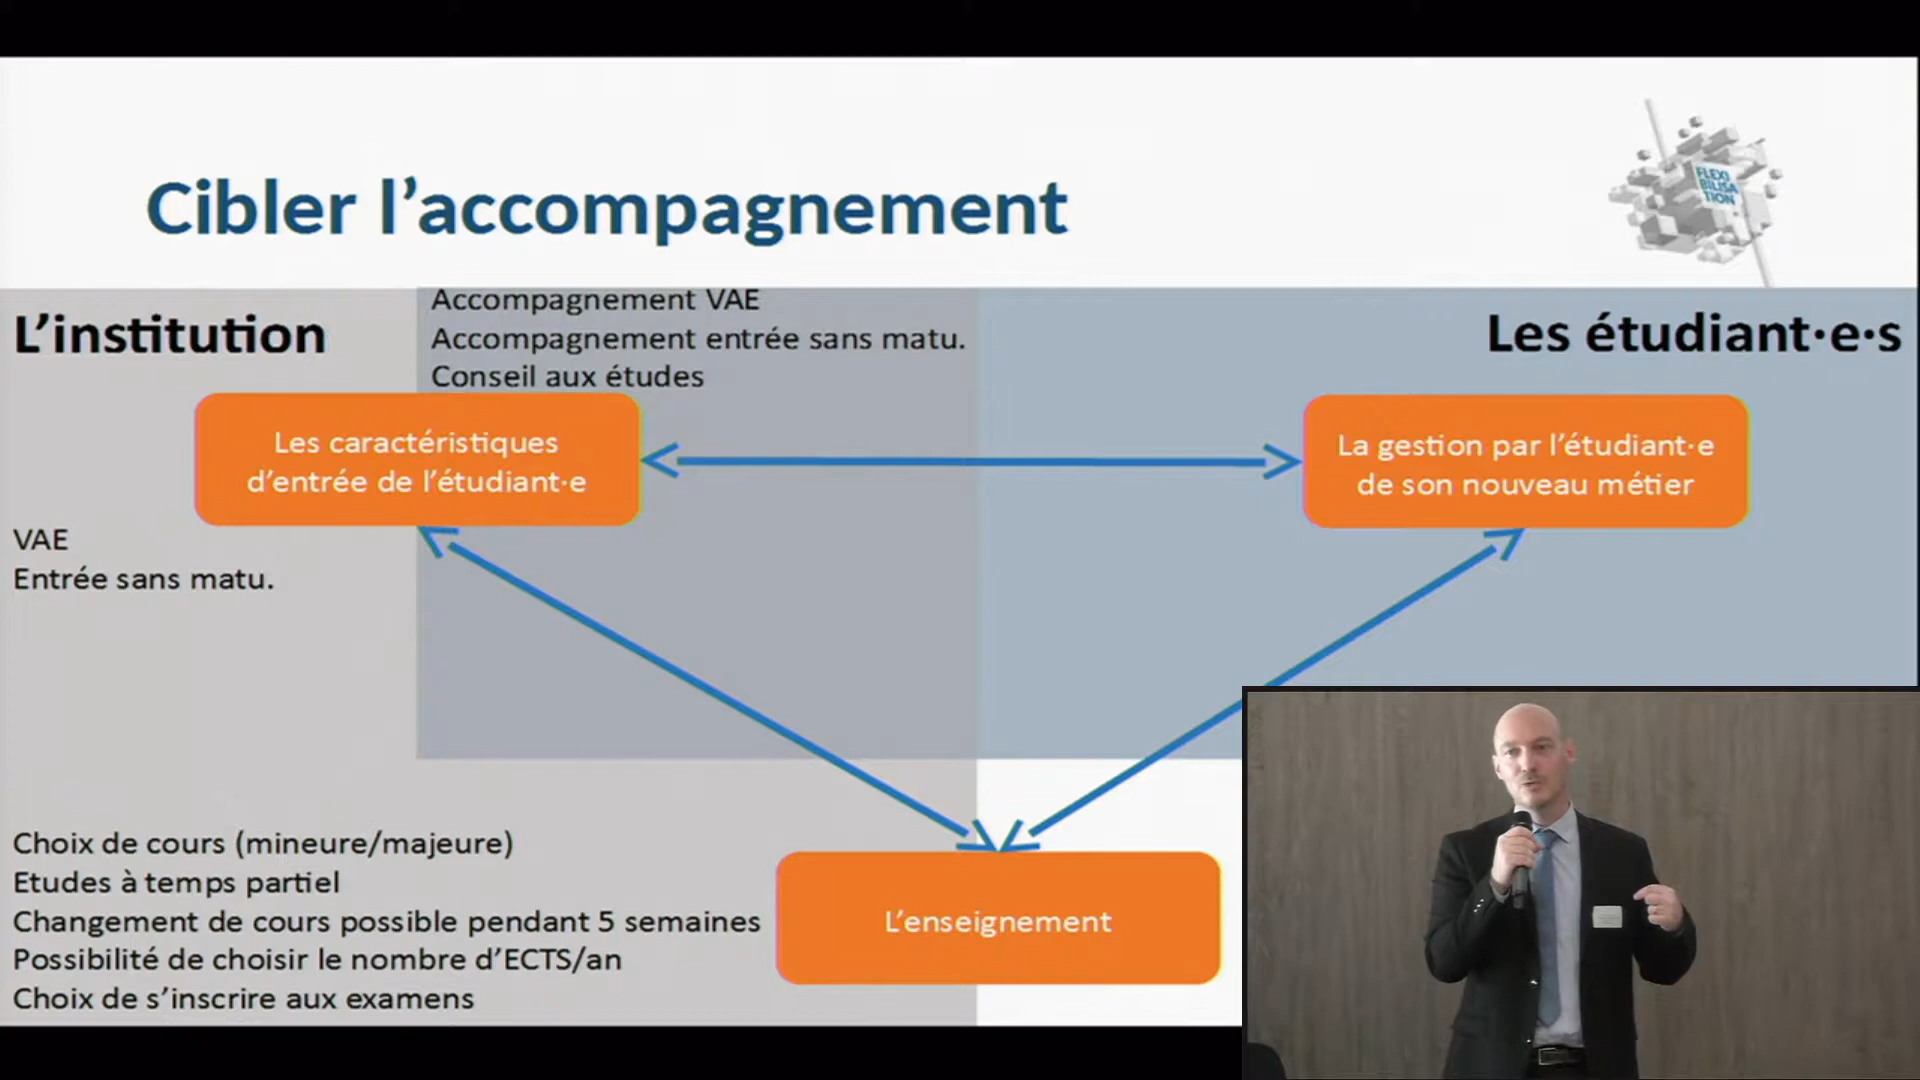 Cibler l’accompagnement
FLEXI
BILISA
TION
L’institution
Accompagnement VAE
Accompagnement entrée sans matu.
Conseil aux études
Les étudiant·e·s
Les caractéristiques
d’entrée de l’étudiant·e
La gestion par l’étudiant·e
de son nouveau métier
VAE
Entrée sans matu.
Choix de cours (mineure/majeure)
Etudes à temps partiel
Changement de cours possible pendant 5 semaines
Possibilité de choisir le nombre d’ECTS/an
Choix de s’inscrire aux examens
L’enseignement